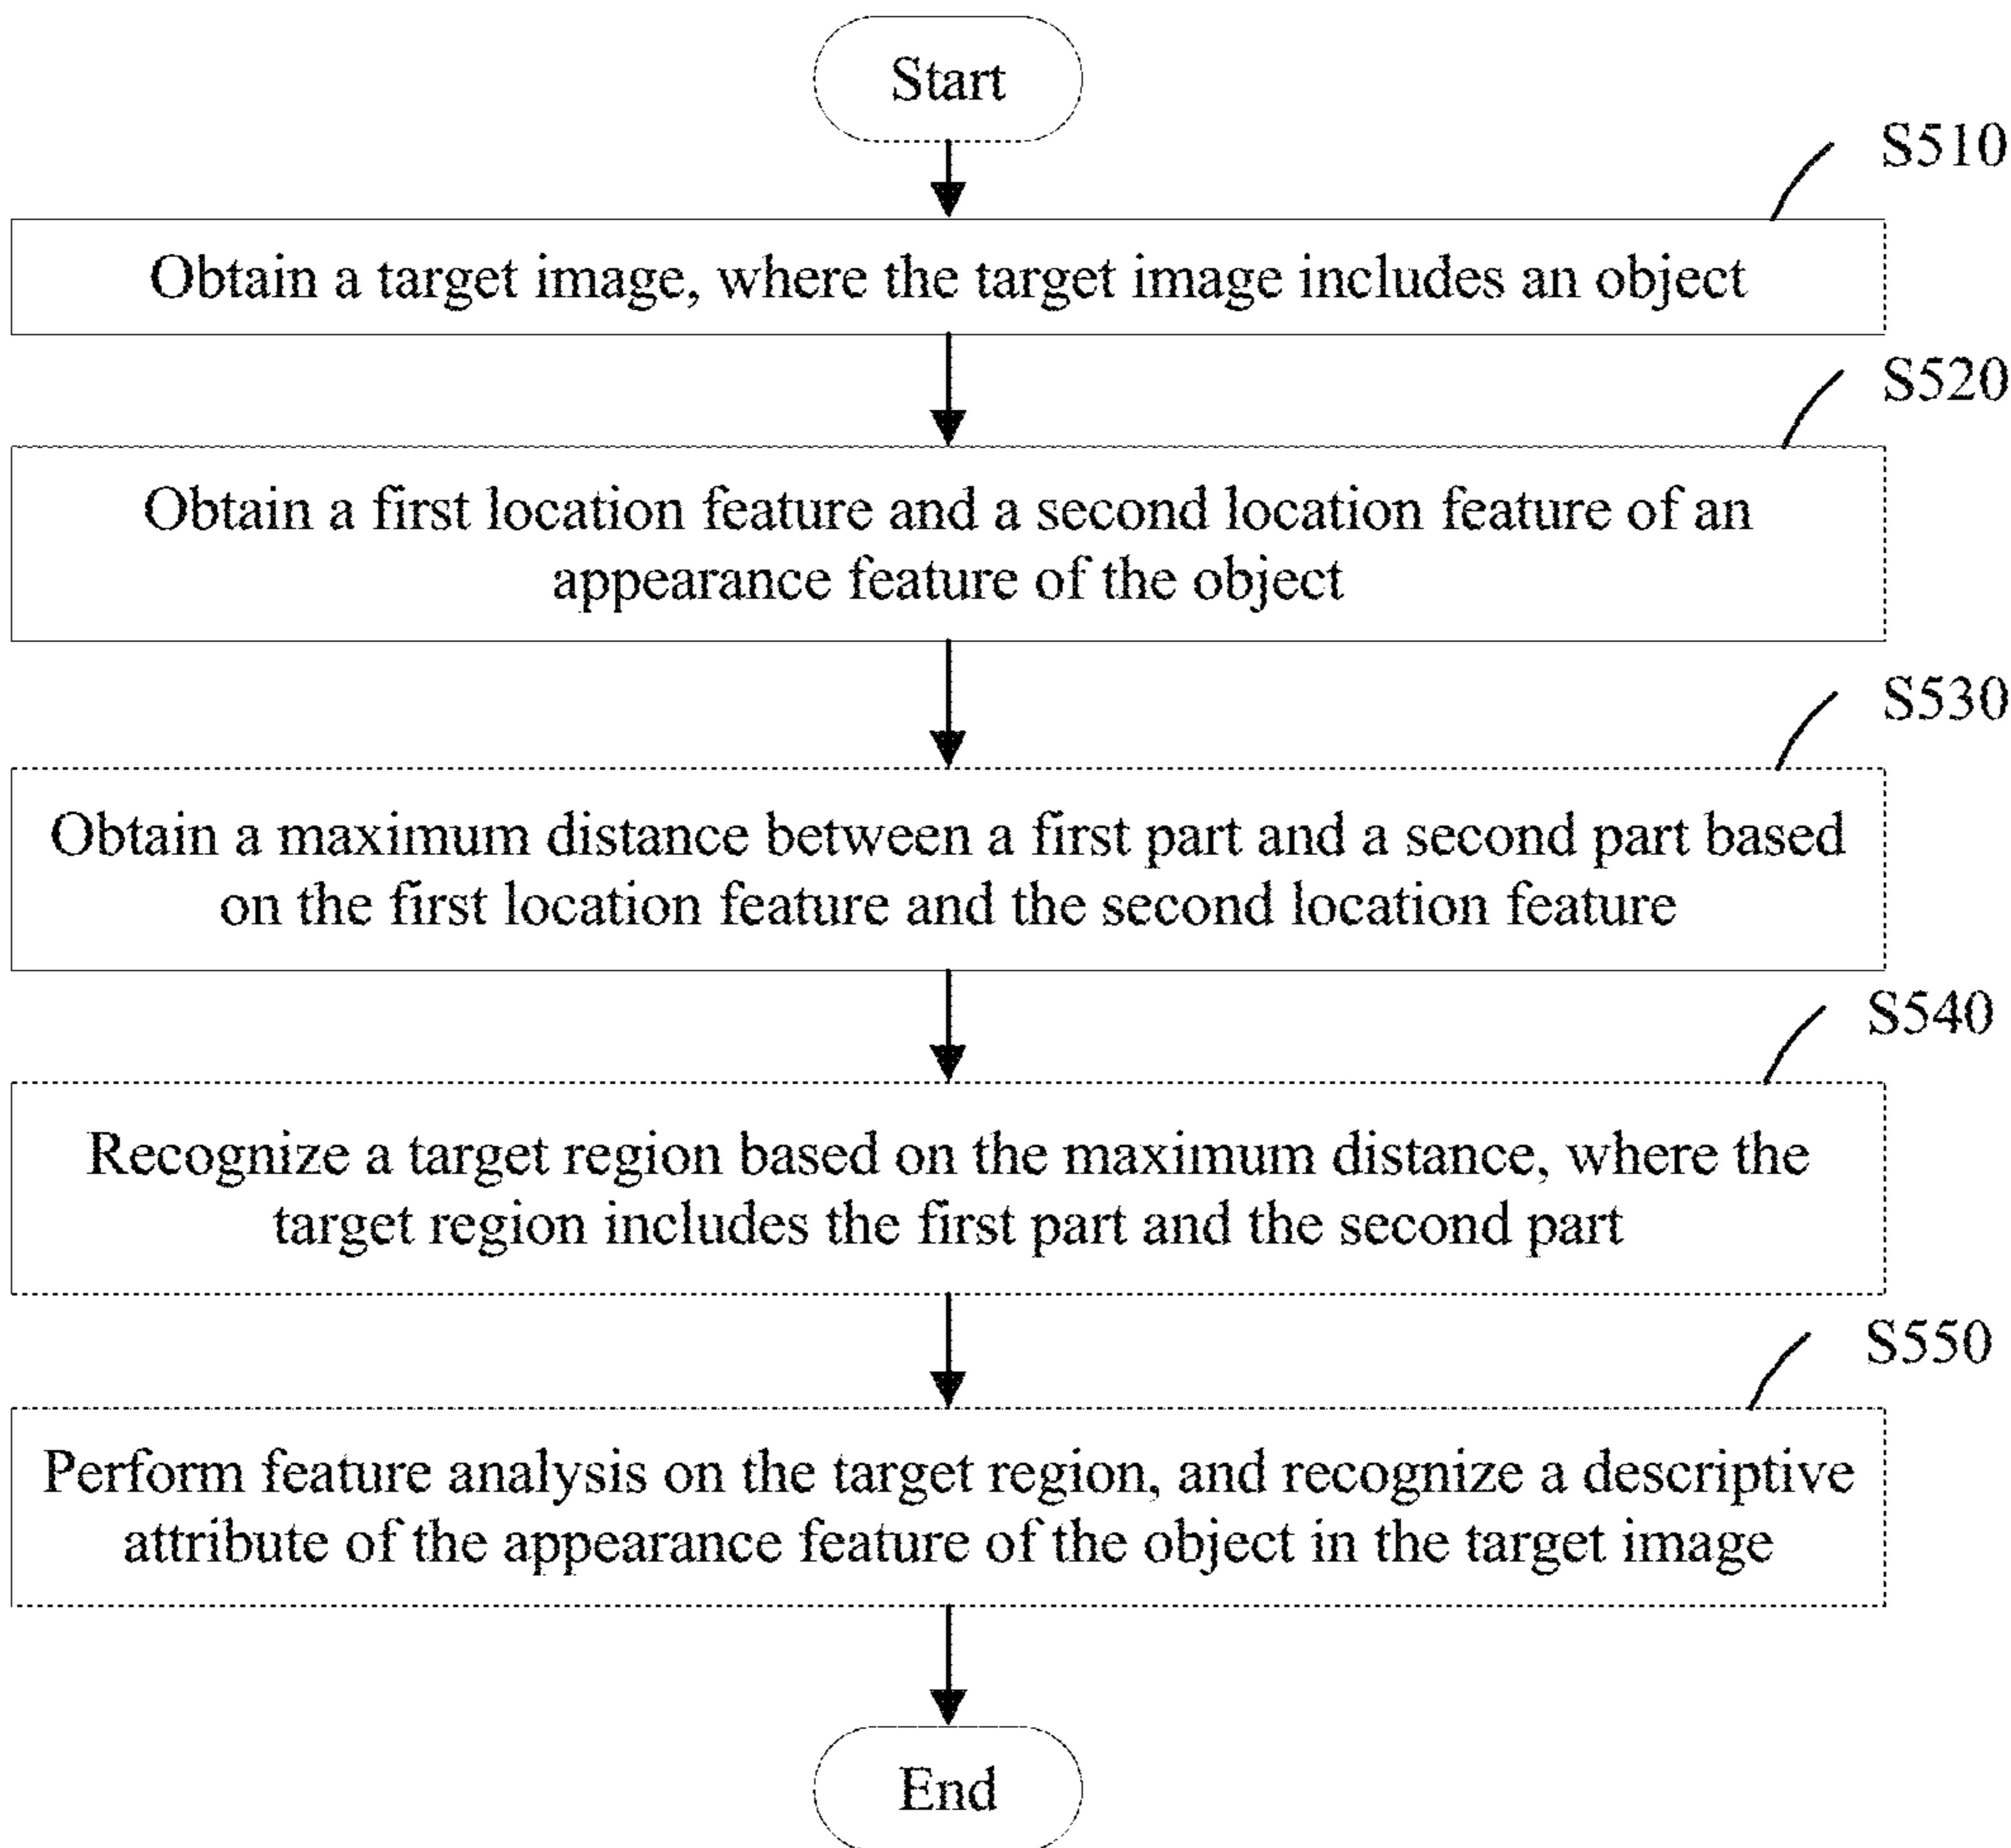 Start
S510
Obtain a target image, where the target image includes an object
S520
Obtain a first location feature and a second location feature of an
appearance feature of the object
S530
Obtain a maximum distance between a first part and a second part based
on the first location feature and the second location feature
S540
Recognize a target region based on the maximum distance, where the
target region includes the first part and the second part
S550
Perform feature analysis on the target region, and recognize a descriptive
attribute of the appearance feature of the object in the target image
End